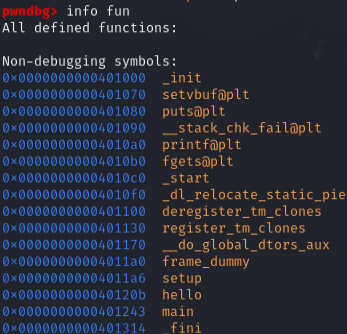 pwndbg> info fun
All defined functions:
Non-debugging symbols:
0x0000000000401000 _init
0x0000000000401070 setvbuf@plt
0x0000000000401080 puts@plt
0x0000000000401090 __stack_chk_fail@plt
0x00000000004010a0 printf@plt
0x00000000004010b0 fgets@plt
0x00000000004010c0 _start
0x00000000004010f0 _dl_relocate_static_pie
0x0000000000401100 deregister_tm_clones
0x0000000000401130 register_tm_clones
0x0000000000401170 __do_global_dtors_aux
0x00000000004011a0 frame_dummy
0x00000000004011a6 setup
0x000000000040120b hello
0x0000000000401243 main
0x0000000000401314 _fini